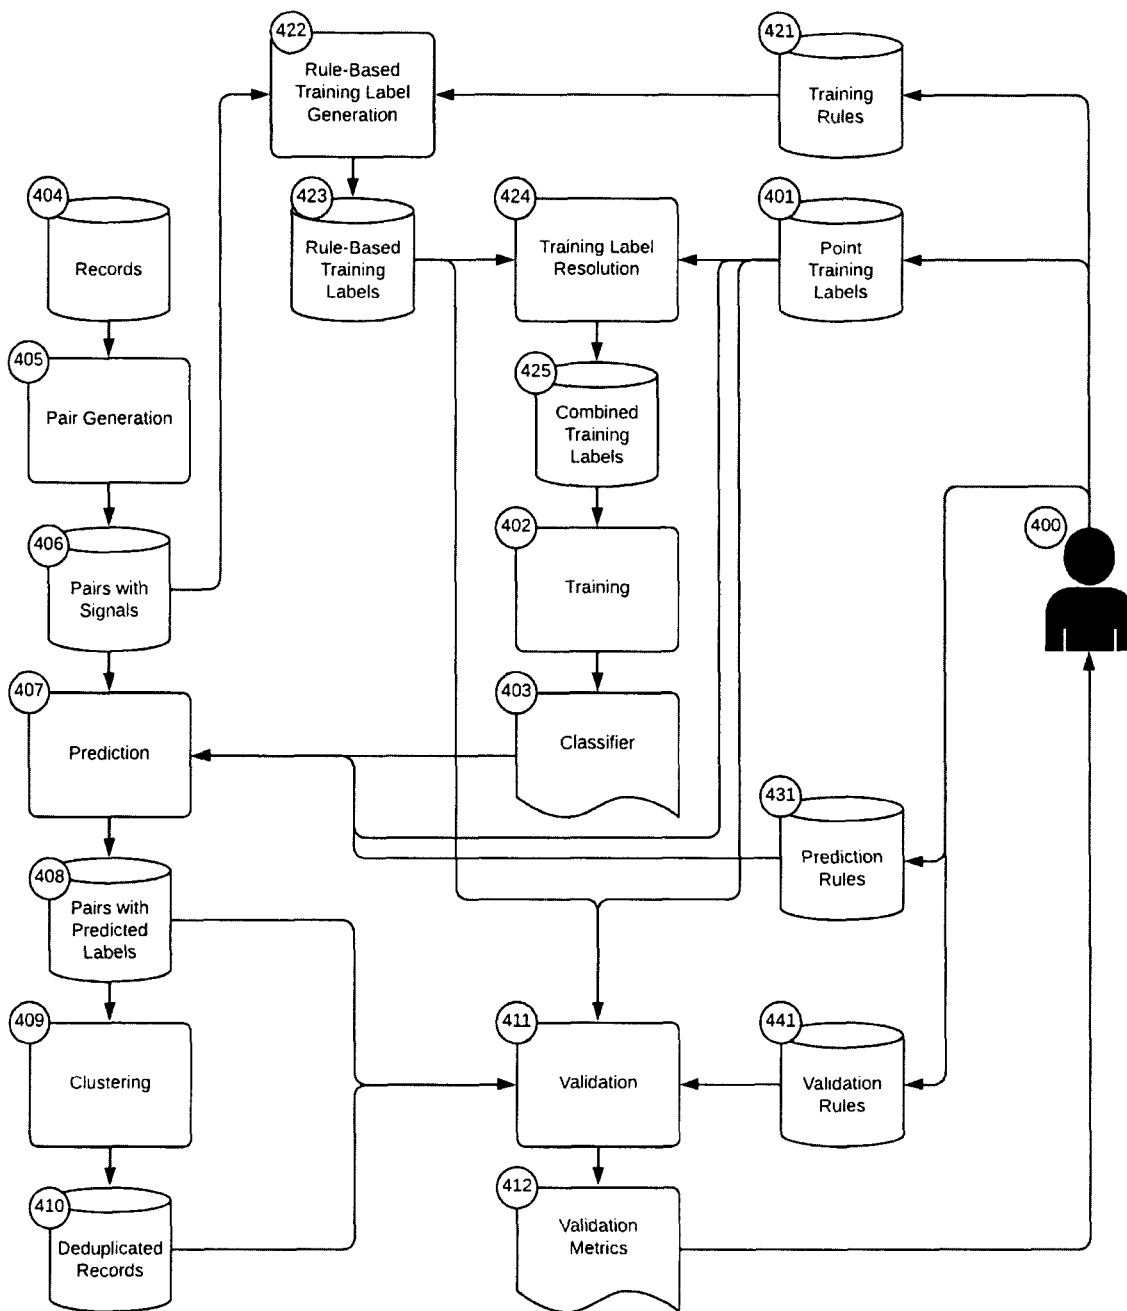 422
Rule-Based
Training Label
Generation
421
Training
Rules
404
Records
423
Rule-Based
Training
Labels
424
Training Label
Resolution
401
Point
Training
Labels
405
Pair Generation
425
Combined
Training
Labels
406
Pairs with
Signals
402
Training
400
407
Prediction
403
Classifier
431
Prediction
Rules
408
Pairs with
Predicted
Labels
409
Clustering
411
Validation
441
Validation
Rules
410
Deduplicated
Records
412
Validation
Metrics